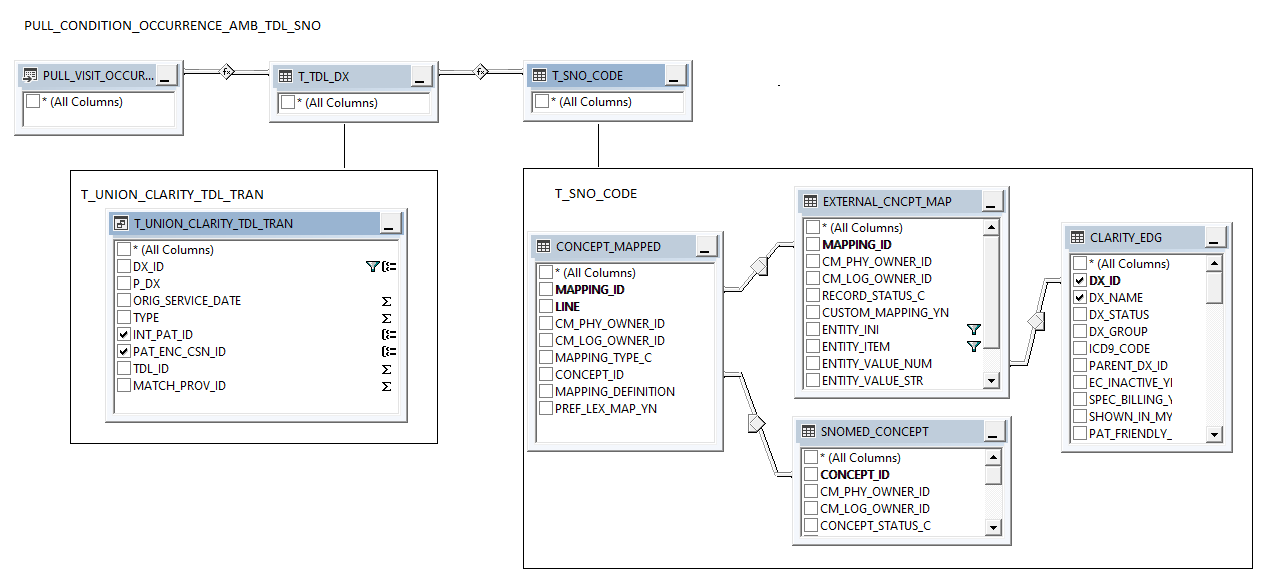 PULL_CONDITION_OCCURRENCE_AMB_TDL_SNO
PULL_VISIT_OCCUR...
* (All Columns)
T_TDL_DX
* (All Columns)
T_SNO_CODE
* (All Columns)
T_UNION_CLARITY_TDL_TRAN
T_UNION_CLARITY_TDL_TRAN
* (All Columns)
DX_ID
P_DX
ORIG_SERVICE_DATE
TYPE
INT_PAT_ID
PAT_ENC_CSN_ID
TDL_ID
MATCH_PROV_ID
T_SNO_CODE
CONCEPT_MAPPED
* (All Columns)
MAPPING_ID
LINE
CM_PHY_OWNER_ID
CM_LOG_OWNER_ID
MAPPING_TYPE_C
CONCEPT_ID
MAPPING_DEFINITION
PREF_LEX_MAP_YN
EXTERNAL_CNCPT_MAP
* (All Columns)
MAPPING_ID
CM_PHY_OWNER_ID
CM_LOG_OWNER_ID
RECORD_STATUS_C
CUSTOM_MAPPING_YN
ENTITY_INI
ENTITY_ITEM
ENTITY_VALUE_NUM
ENTITY_VALUE_STR
SNOMED_CONCEPT
* (All Columns)
CONCEPT_ID
CM_PHY_OWNER_ID
CM_LOG_OWNER_ID
CONCEPT_STATUS_C
CLARITY_EDG
* (All Columns)
DX_ID
DX_NAME
DX_STATUS
DX_GROUP
ICD9_CODE
PARENT_DX_ID
EC_INACTIVE_YI
SPEC_BILLING_Y
SHOWN_IN_MY
PAT_FRIENDLY_